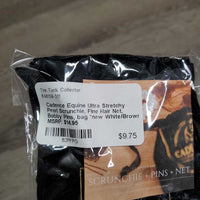 The Tack Collector
Cadence Equine Ultra Stretchy
Pearl Scrunchie, Fine Hair Net,
Bobby Pins, bag *new White/Brown
MSRP: $14.95
$9.75
SCRUNCHIE • PINS • NET